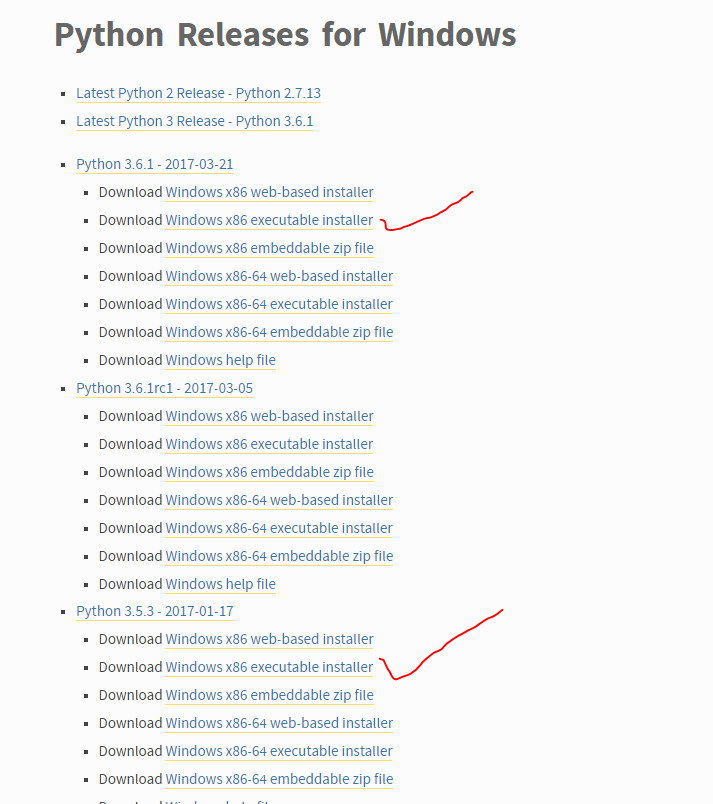 Python Releases for Windows
Latest Python 2 Release - Python 2.7.13
Latest Python 3 Release - Python 3.6.1
Python 3.6.1 - 2017-03-21
Download Windows x86 web-based installer
Download Windows x86 executable installer
Download Windows x86 embeddable zip file
Download Windows x86-64 web-based installer
Download Windows x86-64 executable installer
Download Windows x86-64 embeddable zip file
Download Windows help file
Python 3.6.1rc1 - 2017-03-05
Download Windows x86 web-based installer
Download Windows x86 executable installer
Download Windows x86 embeddable zip file
Download Windows x86-64 web-based installer
Download Windows x86-64 executable installer
Download Windows x86-64 embeddable zip file
Download Windows help file
Python 3.5.3 - 2017-01-17
Download Windows x86 web-based installer
Download Windows x86 executable installer
Download Windows x86 embeddable zip file
Download Windows x86-64 web-based installer
Download Windows x86-64 executable installer
Download Windows x86-64 embeddable zip file